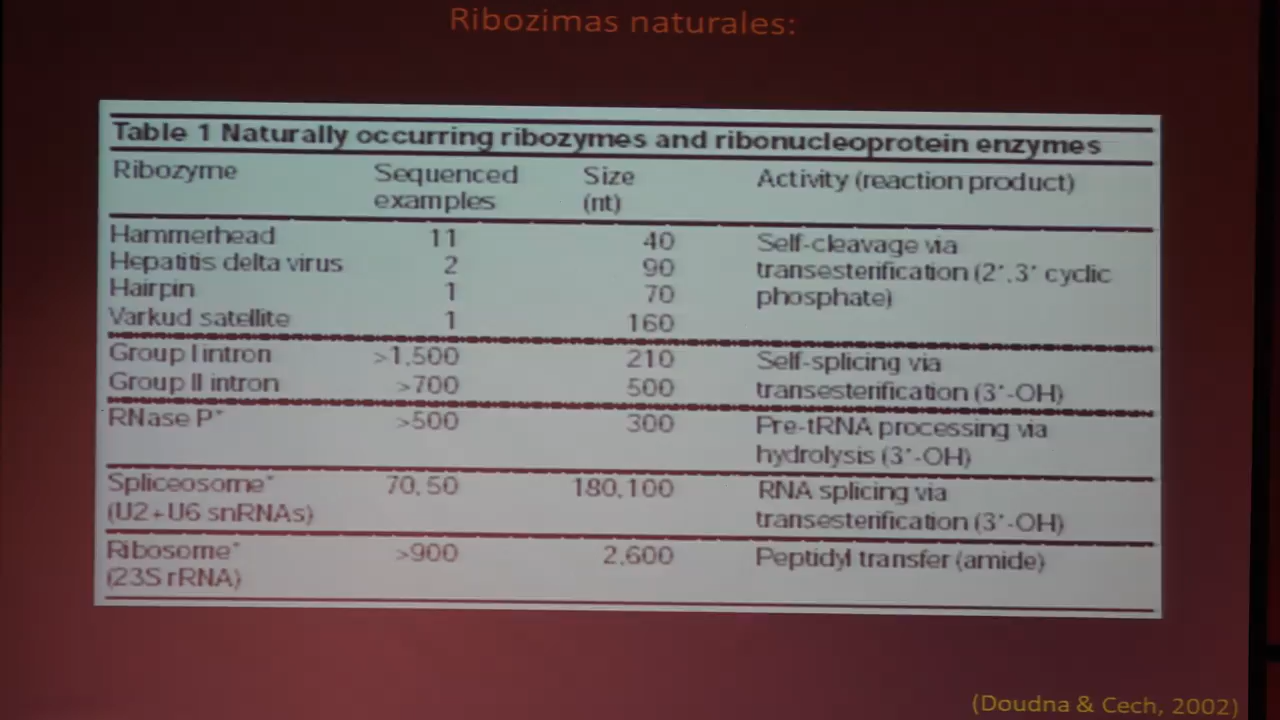 Ribozimas naturales:
Table 1 Naturally occurring ribozymes and ribonucleoprotein enzymes
Ribozyme Sequenced examples Size (nt) Activity (reaction product)
Hammerhead 11 40 Self-cleavage via
Hepatitis delta virus 2 90 transesterification (2',3' cyclic
Hairpin 1 70 phosphate)
Varkud satellite 1 160
Group I intron >1,500 210 Self-splicing via
Group II intron >700 500 transesterification (3'-OH)
RNase P* >500 300 Pre-tRNA processing via
hydrolysis (3'-OH)
Spliceosome* 70,50 180,100 RNA splicing via
(U2+U6 snRNAs) transesterification (3'-OH)
Ribosome* >900 2,600 Peptidyl transfer (amide)
(23S rRNA)
(Doudna & Cech, 2002)